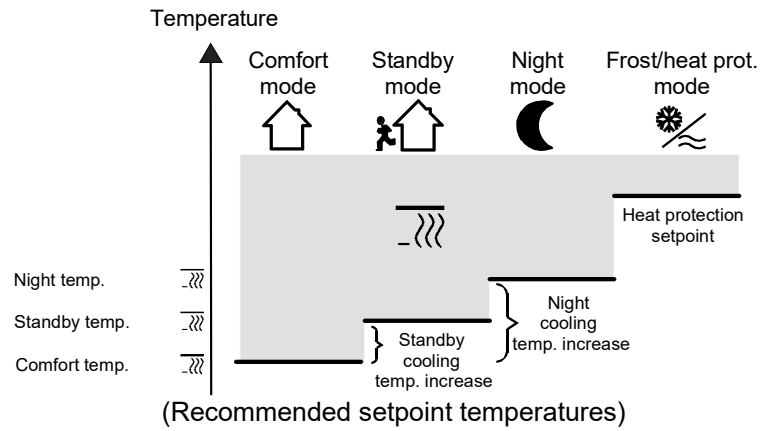 Temperature
Comfort
mode
Standby
mode
Night
mode
Frost/heat prot.
mode
Heat protection
setpoint
Night temp.
Standby temp.
Comfort temp.
Night
cooling
temp. increase
Standby
cooling
temp. increase
(Recommended setpoint temperatures)